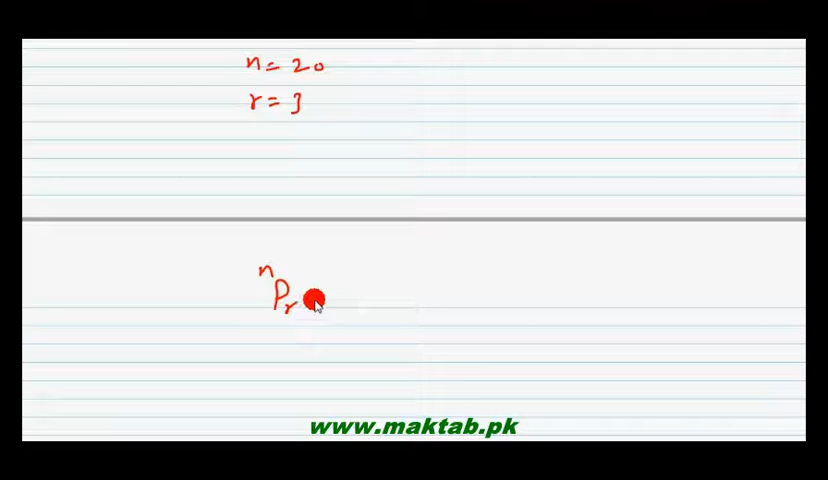 n = 20
r = 3
ⁿPᵣ
www.maktab.pk